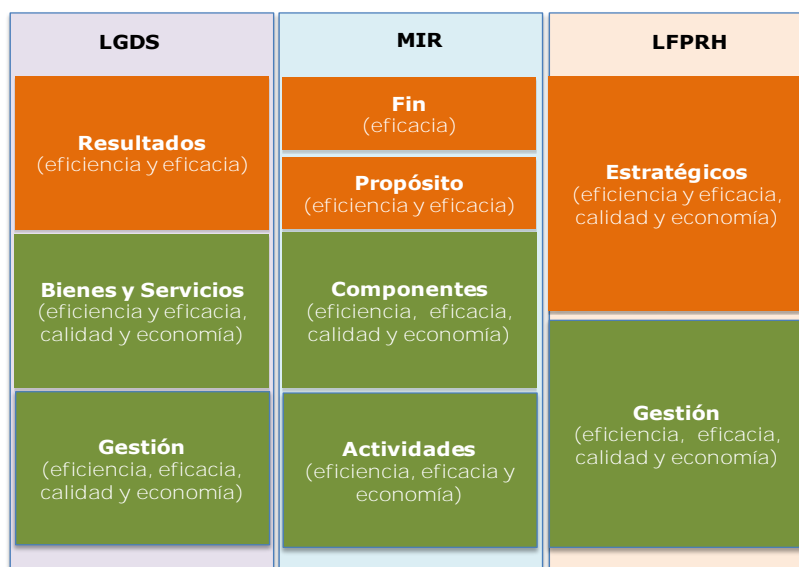 LGDS
Resultados
(eficiencia y eficacia)
Bienes y Servicios
(eficiencia y eficacia,
calidad y economía)
Gestión
(eficiencia, eficacia,
calidad y economía)
MIR
Fin
(eficacia)
Propósito
(eficiencia y eficacia)
Componentes
(eficiencia, eficacia,
calidad y economía)
Actividades
(eficiencia, eficacia y
economía)
LFPRH
Estratégicos
(eficiencia y eficacia,
calidad y economía)
Gestión
(eficiencia, eficacia,
calidad y economía)